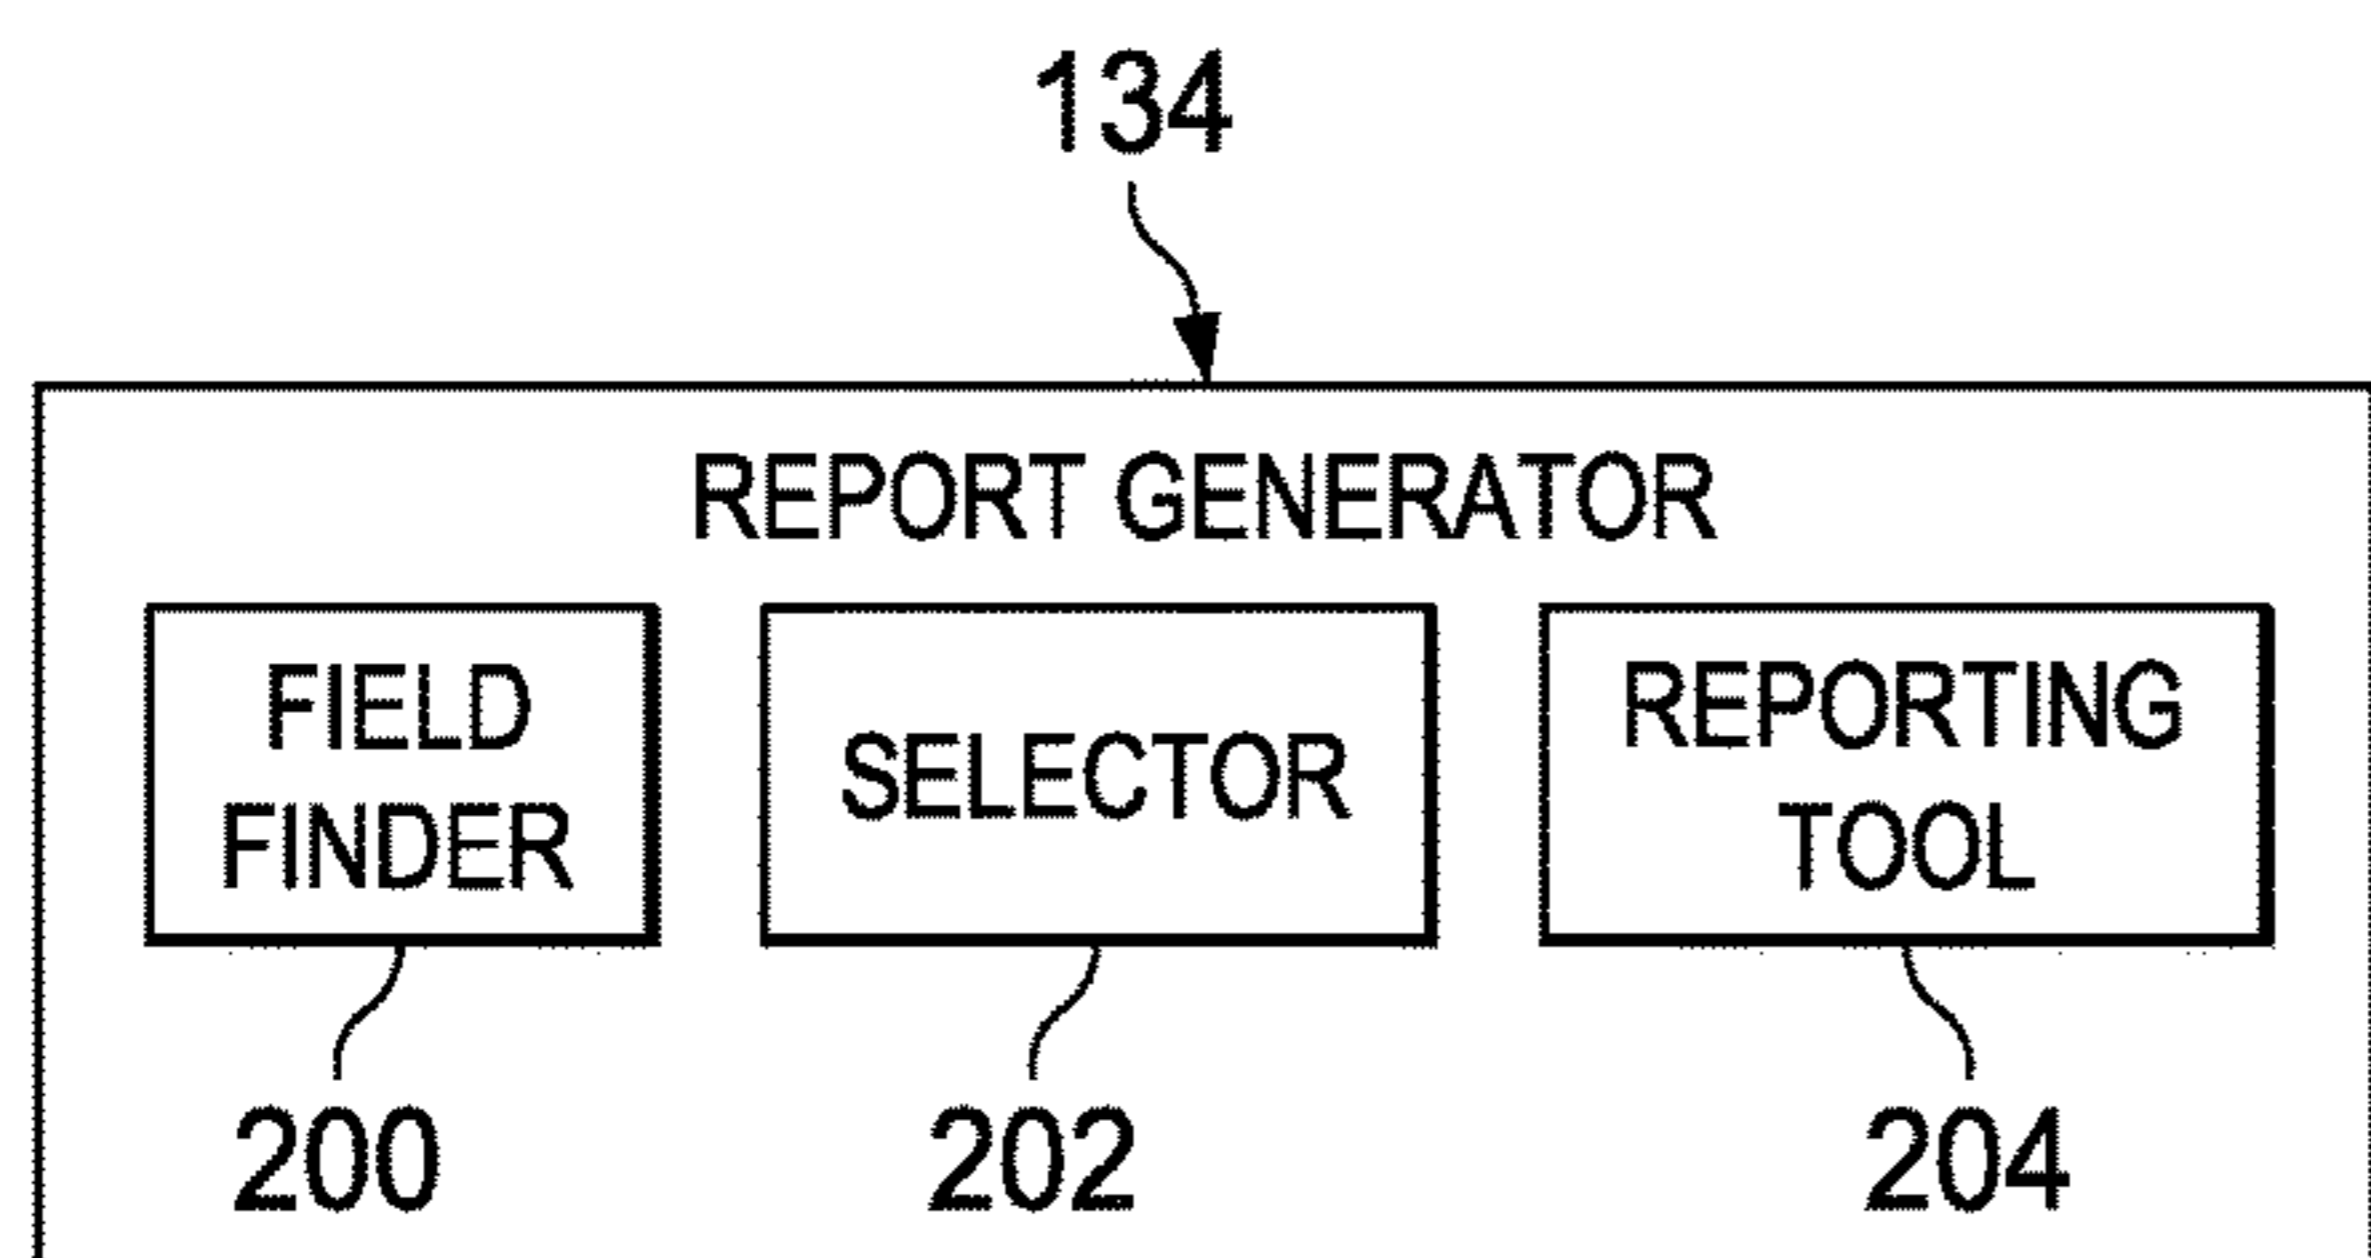 134
REPORT GENERATOR
FIELD
FINDER
SELECTOR
REPORTING
TOOL
200
202
204